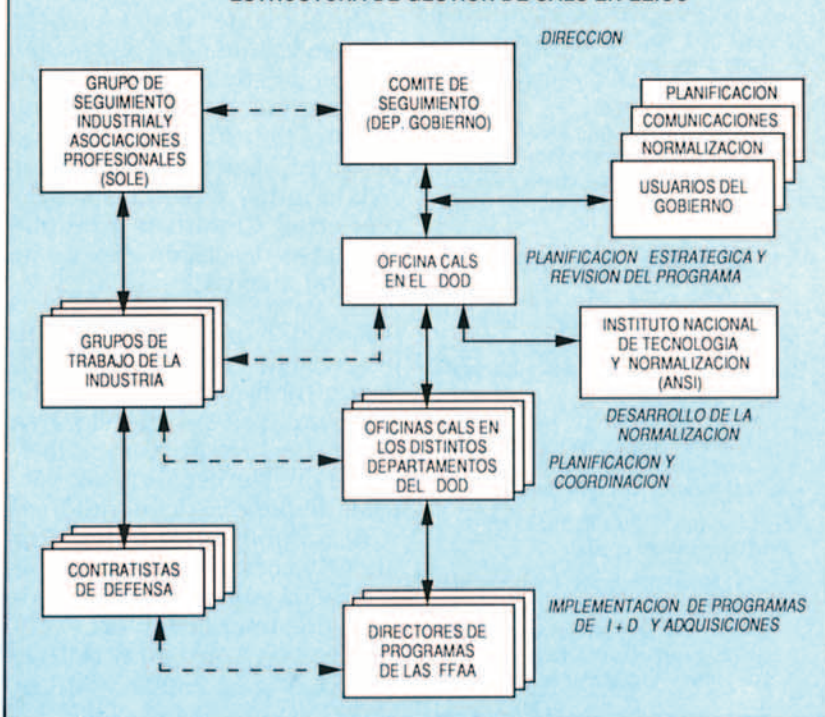 DIRECCION
GRUPO DE
SEGUIMIENTO
INDUSTRIALY
ASOCIACIONES
PROFESIONALES
(SOLE)
COMITE DE
SEGUIMIENTO
(DEP. GOBIERNO)
PLANIFICACION
COMUNICACIONES
NORMALIZACION
USUARIOS DEL
GOBIERNO
OFICINA CALS
EN EL DOD
PLANIFICACION ESTRATEGICA Y
REVISION DEL PROGRAMA
GRUPOS DE
TRABAJO DE LA
INDUSTRIA
INSTITUTO NACIONAL
DE TECNOLOGIA
Y NORMALIZACION
(ANSI)
DESARROLLO DE LA
NORMALIZACION
OFICINAS CALS EN
LOS DISTINTOS
DEPARTAMENTOS
DEL DOD
PLANIFICACION Y
COORDINACION
CONTRATISTAS
DE DEFENSA
DIRECTORES DE
PROGRAMAS
DE LAS FFAA
IMPLEMENTACION DE PROGRAMAS
DE I + D Y ADQUISICIONES